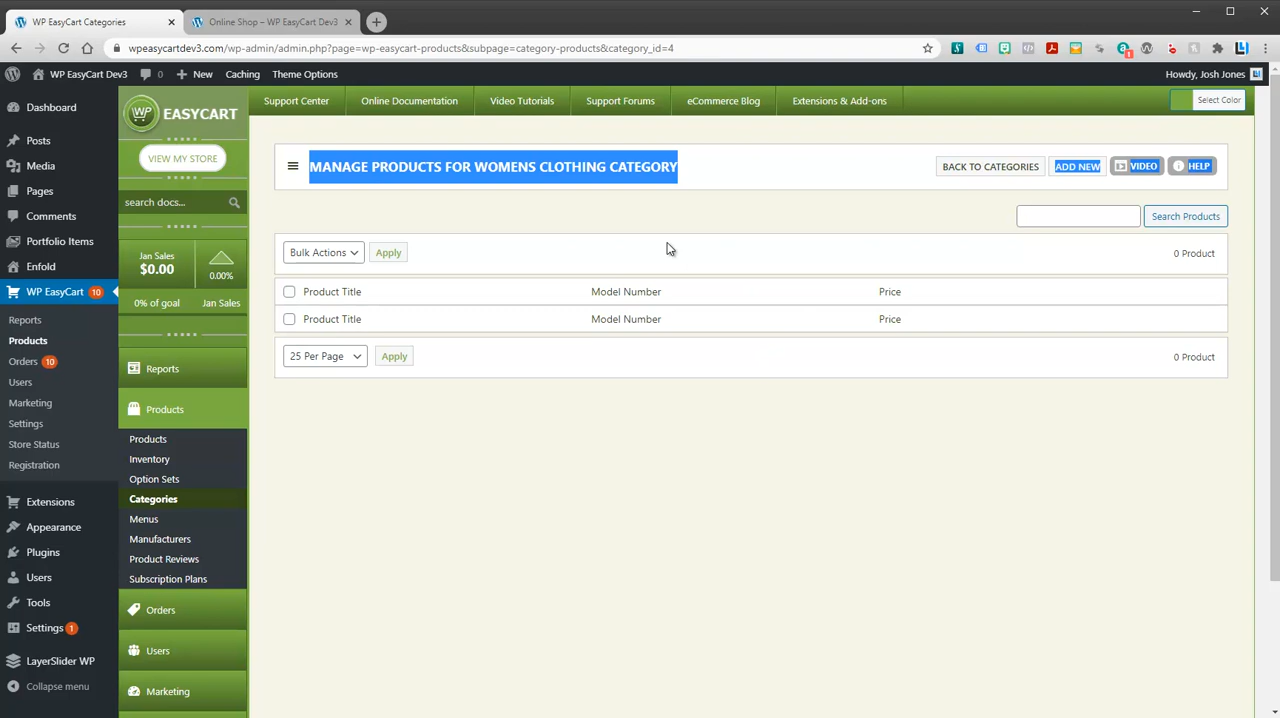 WP EasyCart Categories
Online Shop – WP EasyCart Dev3
wpeasycartdev3.com/wp-admin/admin.php?page=wp-easycart-products&subpage=category-products&category_id=4
WP EasyCart Dev3
0
New
Caching
Theme Options
Howdy, Josh Jones
Dashboard
Posts
Media
Pages
Comments
Portfolio Items
Enfold
WP EasyCart 10
Reports
Products
Orders 10
Users
Marketing
Settings
Store Status
Registration
Extensions
Appearance
Plugins
Users
Tools
Settings 1
LayerSlider WP
Collapse menu
WP EASYCART
VIEW MY STORE
search docs...
Jan Sales
$0.00
0.00%
0% of goal
Jan Sales
Reports
Products
Products
Inventory
Option Sets
Categories
Menus
Manufacturers
Product Reviews
Subscription Plans
Orders
Users
Marketing
Support Center
Online Documentation
Video Tutorials
Support Forums
eCommerce Blog
Extensions & Add-ons
Select Color
MANAGE PRODUCTS FOR WOMENS CLOTHING CATEGORY
BACK TO CATEGORIES
ADD NEW
VIDEO
HELP
Search Products
Bulk Actions
Apply
0 Product
Product Title
Model Number
Price
Product Title
Model Number
Price
25 Per Page
Apply
0 Product